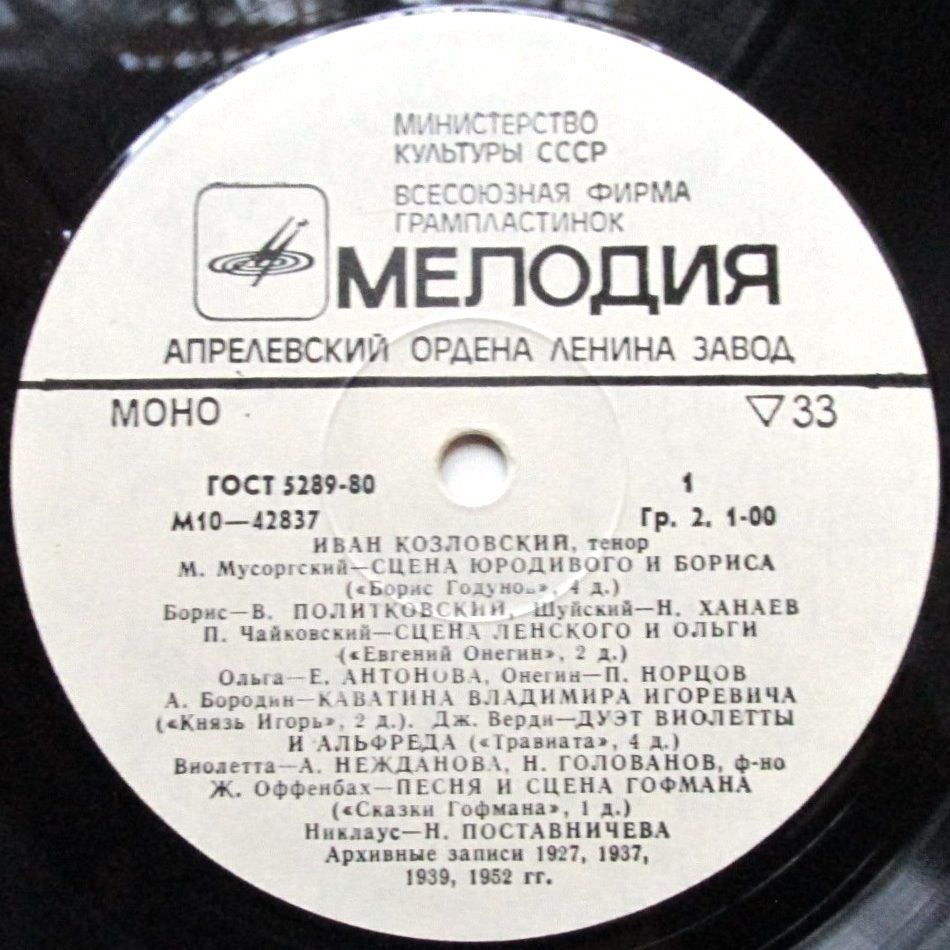 МИНИСТЕРСТВО
КУЛЬТУРЫ СССР
ВСЕСОЮЗНАЯ ФИРМА
ГРАМПЛАСТИНОК
МЕЛОДИЯ
АПРЕЛЕВСКИЙ ОРДЕНА ЛЕНИНА ЗАВОД
МОНО ▽33
ГОСТ 5289-80 1
М10—42837 Гр. 2. 1-00
ИВАН КОЗЛОВСКИЙ, тенор
М. Мусоргский—СЦЕНА ЮРОДИВОГО И БОРИСА
(«Борис Годунов», 4 д.)
Борис—В. ПОЛИТКОВСКИЙ, Шуйский—Н. ХАНАЕВ
П. Чайковский—СЦЕНА ЛЕНСКОГО И ОЛЬГИ
(«Евгений Онегин», 2 д.)
Ольга—Е. АНТОНОВА, Онегин—П. НОРЦОВ
А. Бородин—КАВАТИНА ВЛАДИМИРА ИГОРЕВИЧА
(«Князь Игорь», 2 д.). Дж. Верди—ДУЭТ ВИОЛЕТТЫ
И АЛЬФРЕДА («Травиата», 4 д.)
Виолетта—А. НЕЖДАНОВА, Н. ГОЛОВАНОВ, ф-но
Ж. Оффенбах—ПЕСНЯ И СЦЕНА ГОФМАНА
(«Сказки Гофмана», 1 д.)
Никлаус—Н. ПОСТАВНИЧЕВА
Архивные записи 1927, 1937,
1939, 1952 гг.